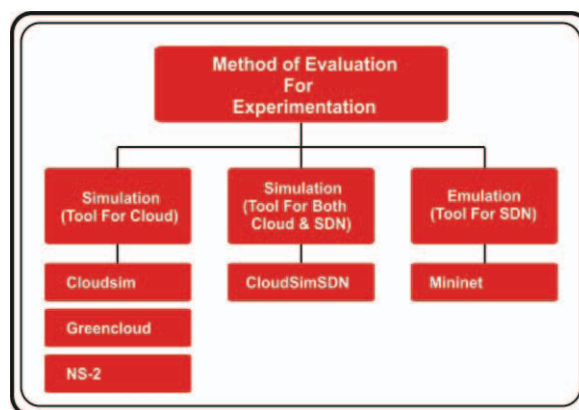 Method of Evaluation
For
Experimentation
Simulation
(Tool For Cloud)
Simulation
(Tool For Both
Cloud & SDN)
Emulation
(Tool For SDN)
Cloudsim
CloudSimSDN
Mininet
Greencloud
NS-2